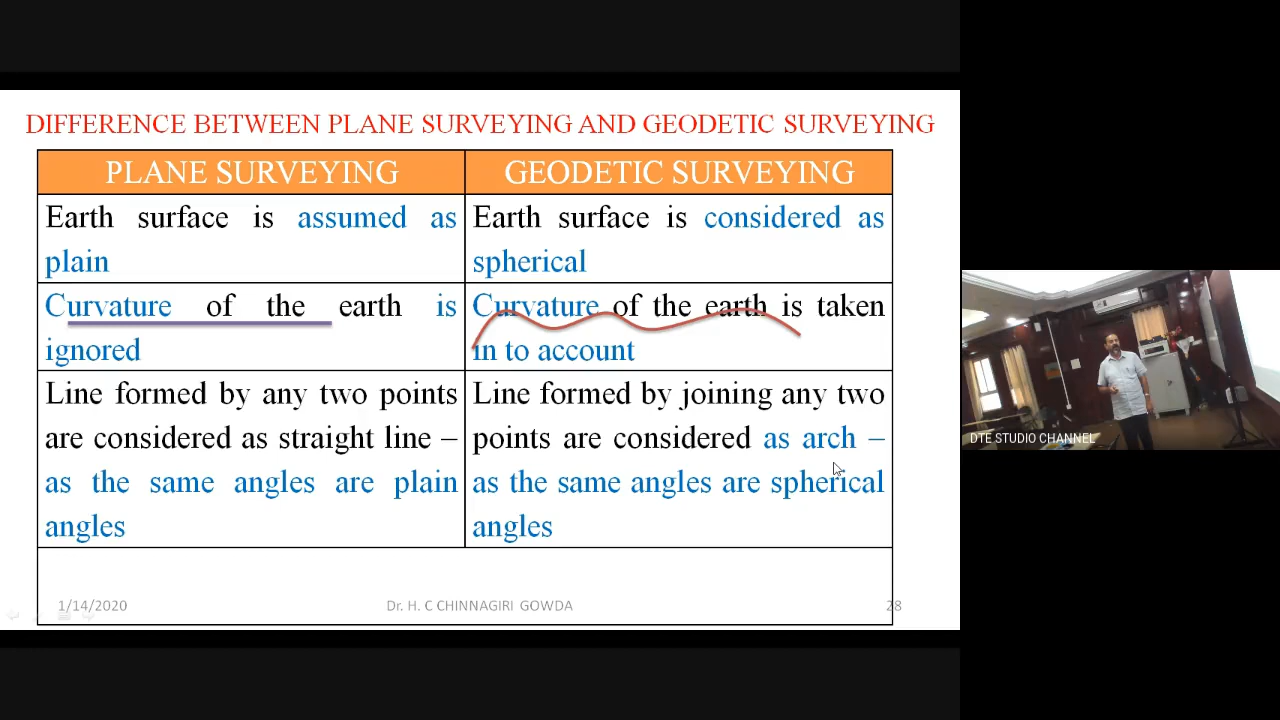 DIFFERENCE BETWEEN PLANE SURVEYING AND GEODETIC SURVEYING
PLANE SURVEYING
GEODETIC SURVEYING
Earth surface is assumed as
plain
Earth surface is considered as
spherical
Curvature of the earth is
ignored
Curvature of the earth is taken
in to account
Line formed by any two points
are considered as straight line –
as the same angles are plain
angles
Line formed by joining any two
points are considered as arch –
as the same angles are spherical
angles
1/14/2020
Dr. H. C CHINNAGIRI GOWDA
28
DTE STUDIO CHANNEL